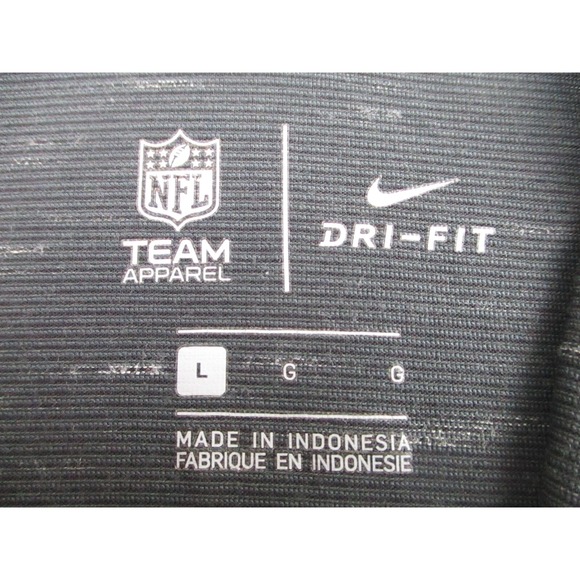 NFL
TEAM
APPAREL
DRI-FIT
L G G
MADE IN INDONESIA
FABRIQUE EN INDONESIE